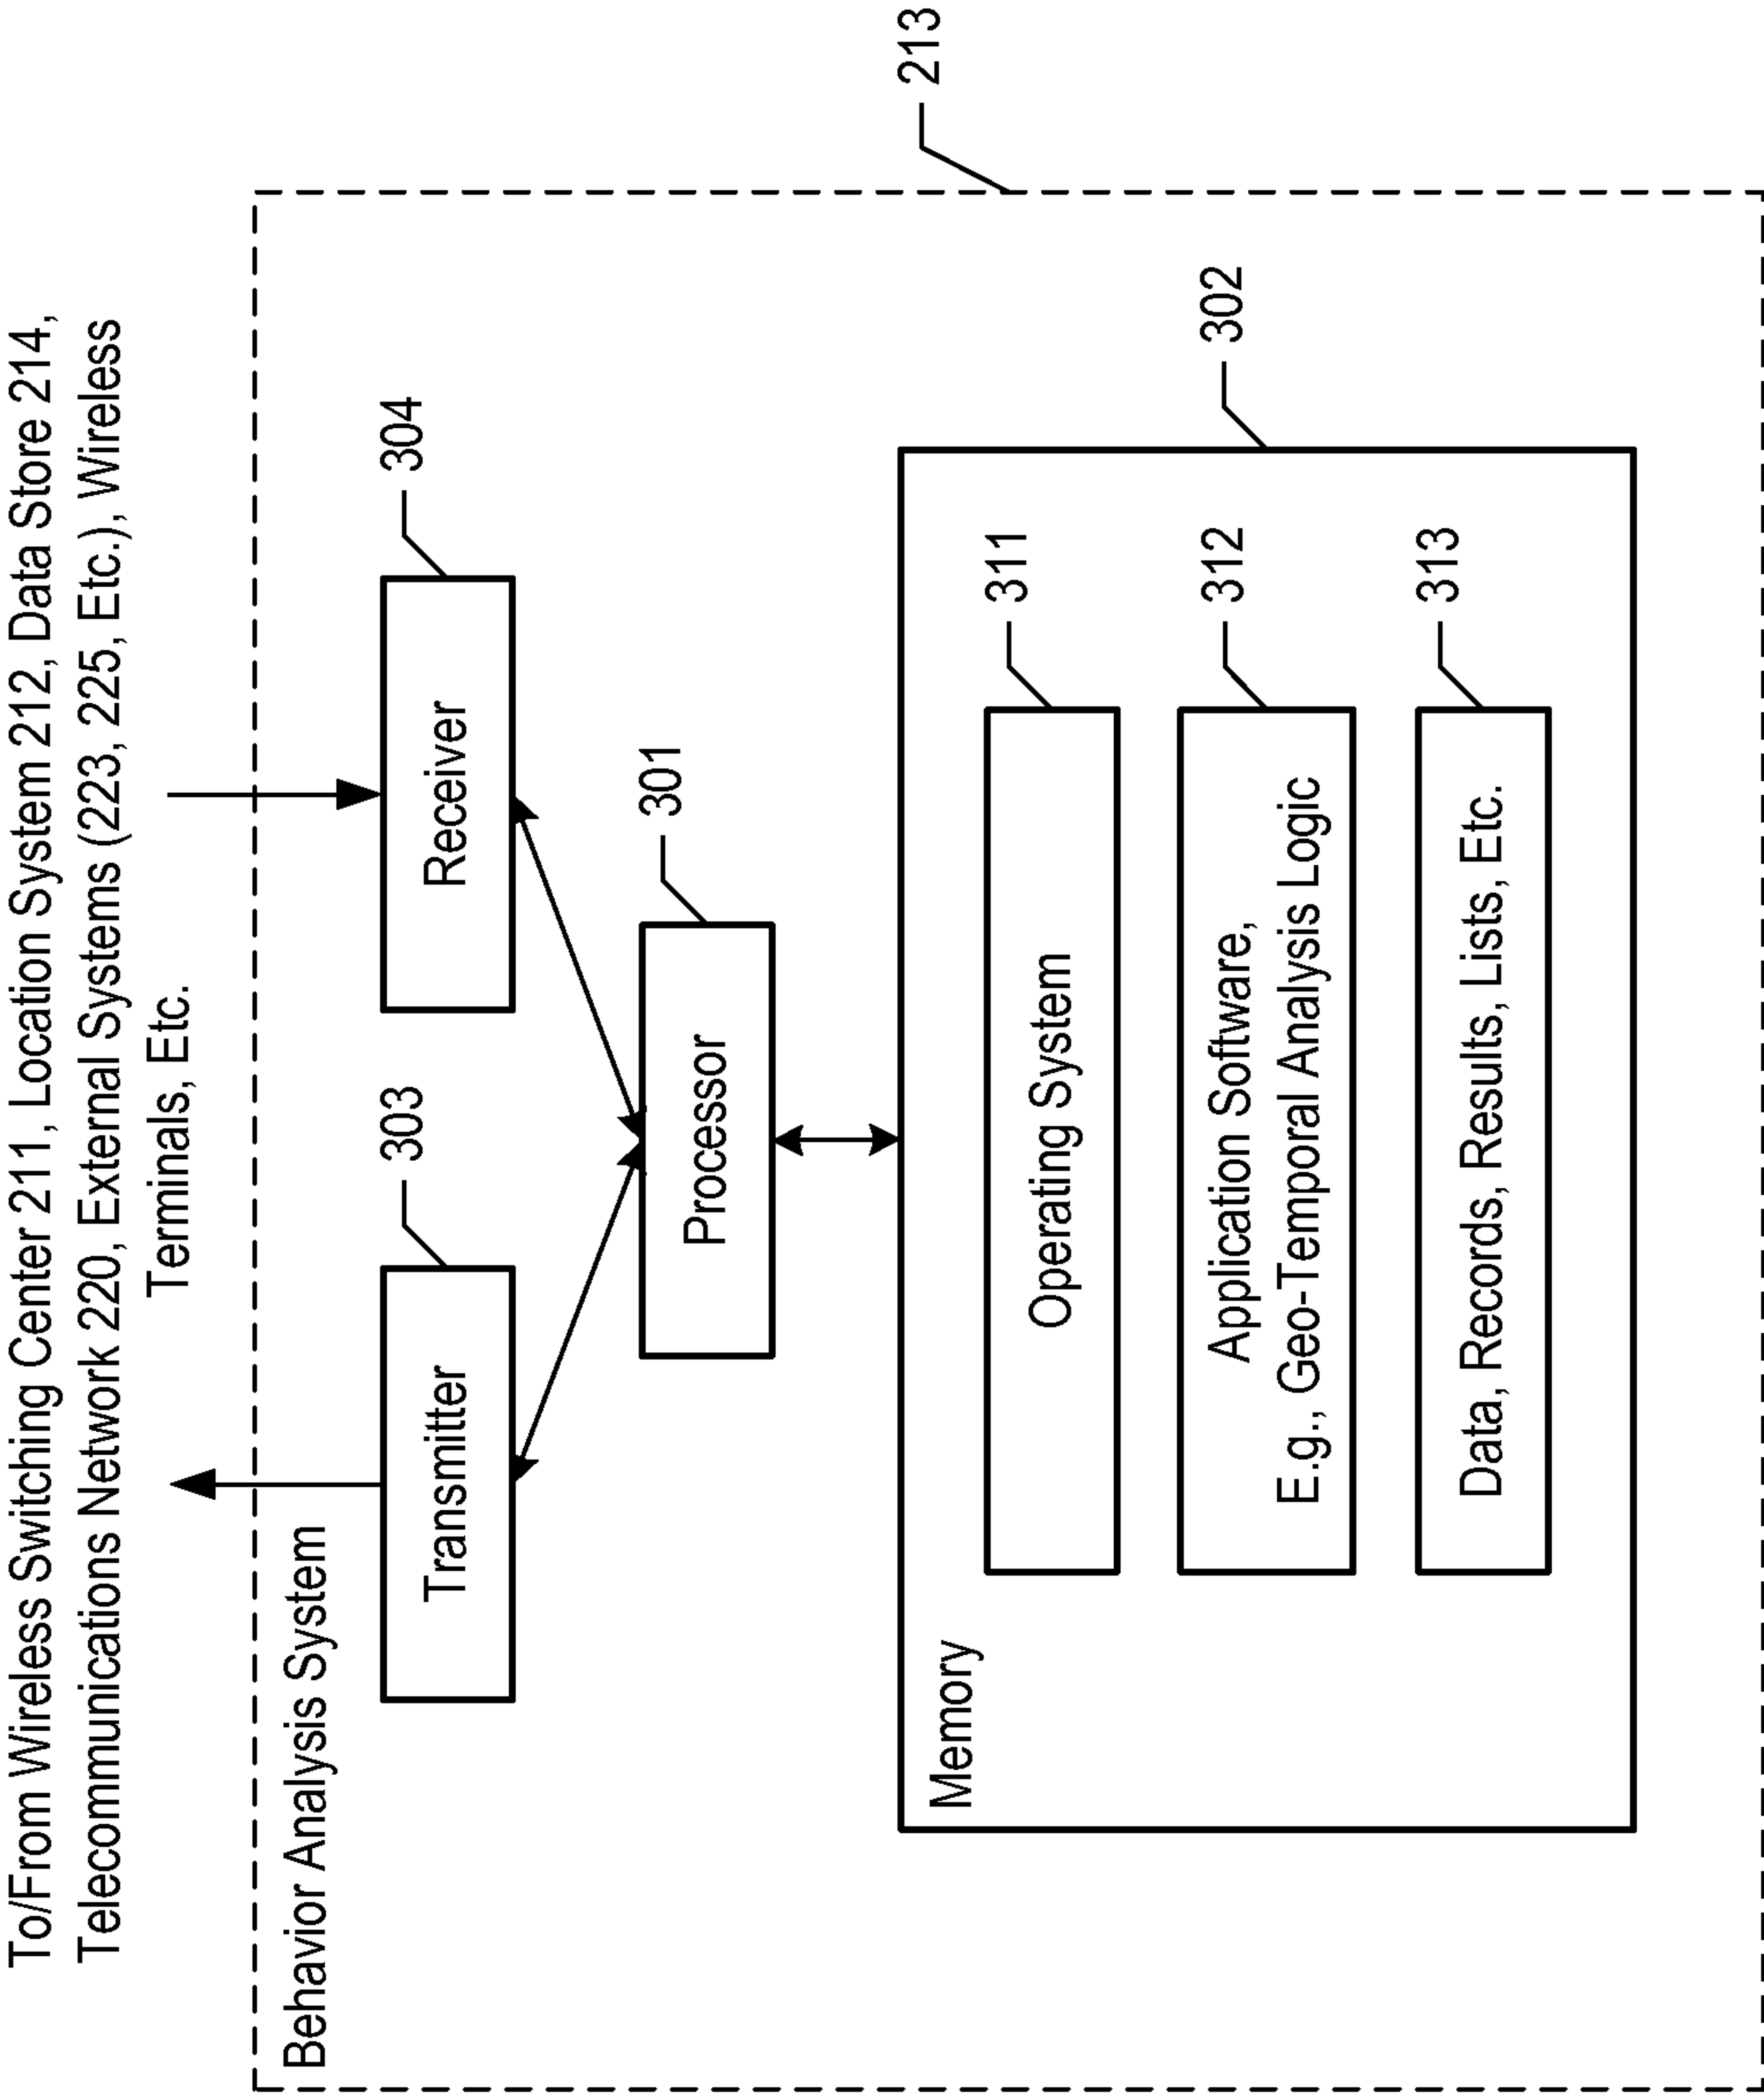 To/From Wireless Switching Center 211, Location System 212, Data Store 214,
Telecommunications Network 220, External Systems (223, 225, Etc.), Wireless
Terminals, Etc.
Behavior Analysis System
213
303
304
Transmitter
Receiver
301
Processor
302
Memory
311
Operating System
312
Application Software,
E.g., Geo-Temporal Analysis Logic
313
Data, Records, Results, Lists, Etc.